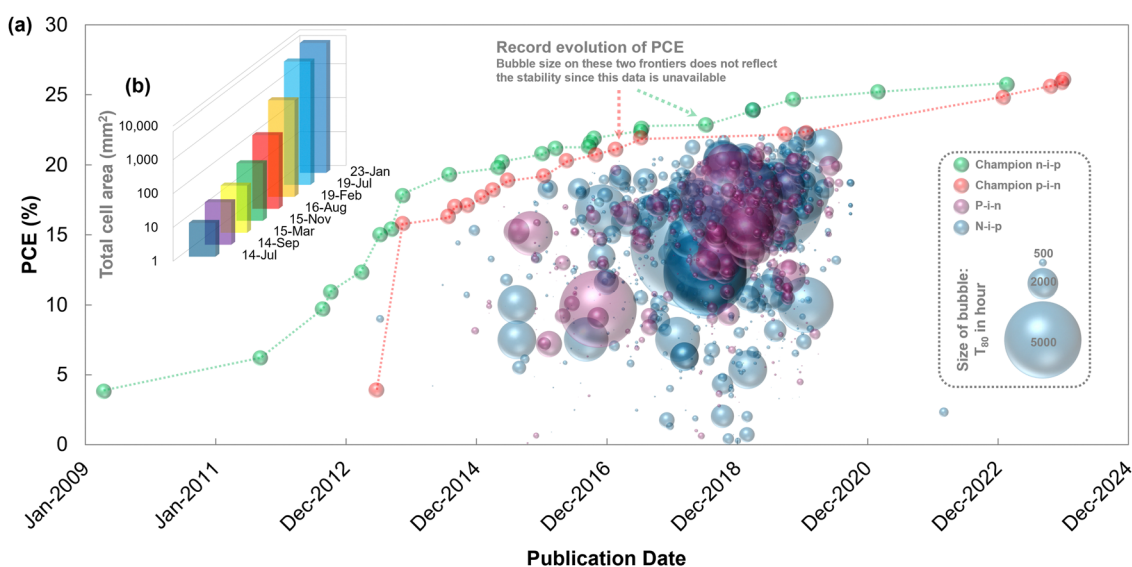 (a)
30
25
20
15
10
5
0
PCE (%)
Jan-2009
Jan-2011
Dec-2012
Dec-2014
Dec-2016
Dec-2018
Dec-2020
Dec-2022
Dec-2024
Publication Date
(b)
Total cell area (mm²)
10,000
1,000
100
10
1
23-Jan
19-Jul
19-Feb
16-Aug
15-Nov
15-Mar
14-Sep
14-Jul
Record evolution of PCE
Bubble size on these two frontiers does not reflect
the stability since this data is unavailable
Champion n-i-p
Champion p-i-n
P-i-n
N-i-p
Size of bubble:
T80 in hour
500
2000
5000